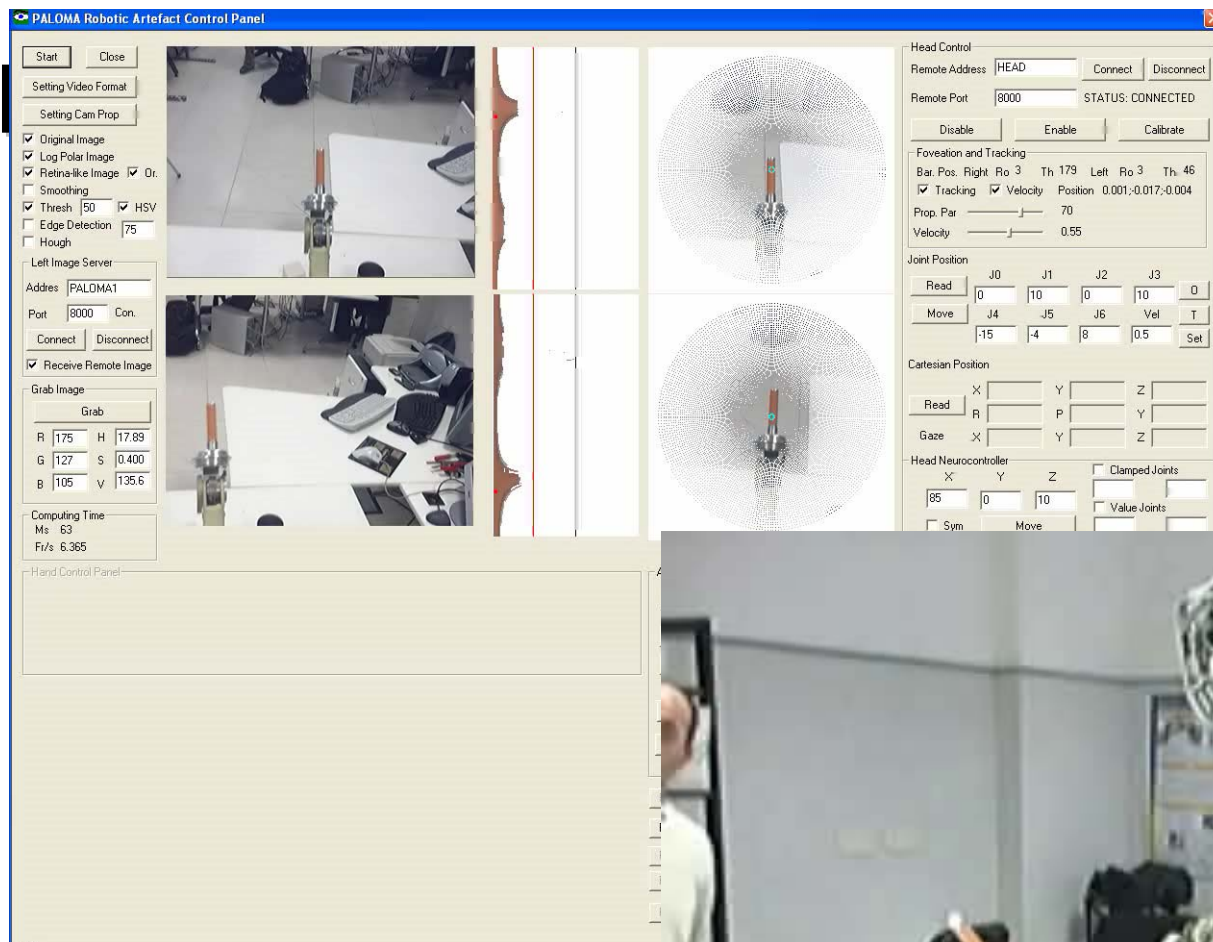 PALOMA Robotic Artefact Control Panel
Start Close
Setting Video Format
Setting Cam Prop
Original Image
Log Polar Image
Retina-like Image Or.
Smoothing
Thresh 50 HSV
Edge Detection 75
Hough
Left Image Server
Addres PALOMA1
Port 8000 Con.
Connect Disconnect
Receive Remote Image
Grab Image
Grab
R 175 H 17.89
G 127 S 0.400
B 105 V 135.6
Computing Time
Ms 63
Fr/s 6.365
Hand Control Panel
Head Control
Remote Address HEAD Connect Disconnect
Remote Port 8000 STATUS: CONNECTED
Disable Enable Calibrate
Foveation and Tracking
Bar. Pos. Right Ro 3 Th 179 Left Ro 3 Th. 46
Tracking Velocity Position 0.001;-0.017;-0.004
Prop. Par 70
Velocity 0.55
Joint Position
J0 J1 J2 J3
Read 0 10 0 10 0
Move J4 J5 J6 Vel T
-15 -4 8 0.5 Set
Cartesian Position
X Y Z
Read R P Y
Gaze X Y Z
Head Neurocontroller
X Y Z Clamped Joints
85 0 10 Value Joints
Sym Move